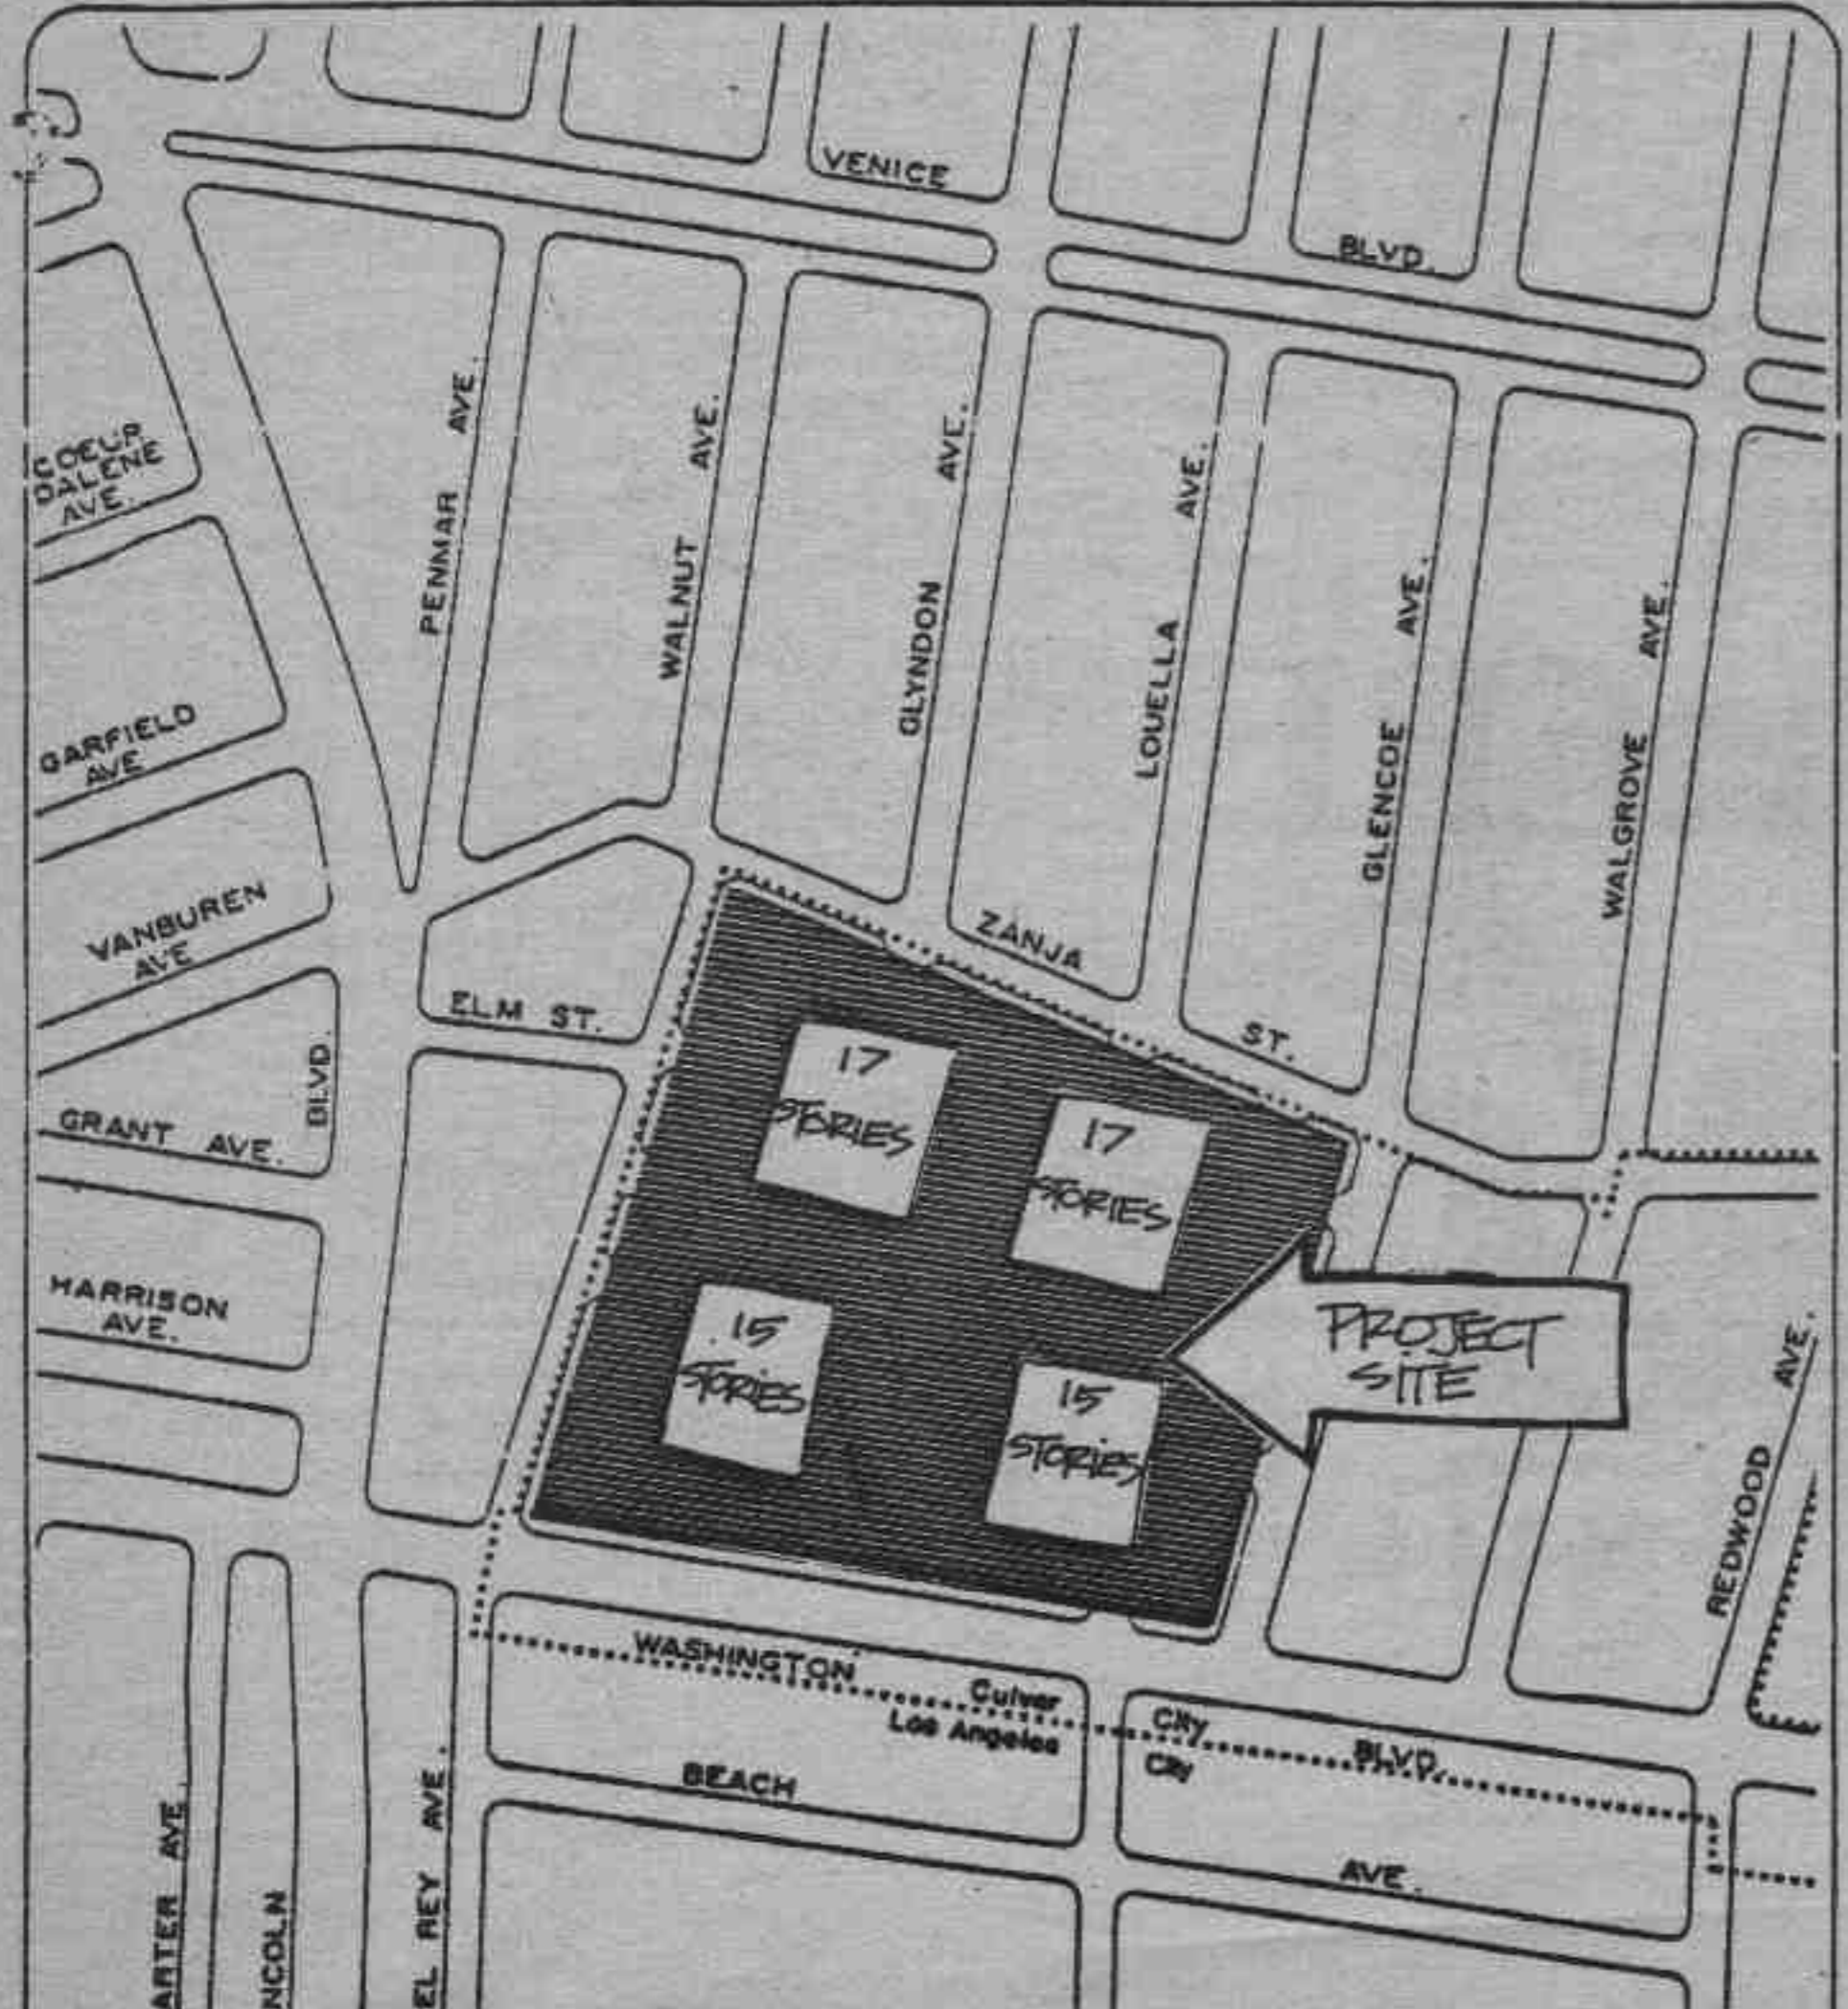 VENICE
BLVD.
COEUR
DALENE
AVE.
PENMAR AVE.
WALNUT AVE.
GLYNDON AVE.
LOUELLA AVE.
GLENCOE AVE.
WALGROVE AVE.
GARFIELD
AVE
VANBUREN
AVE
ZANJA
ST.
ELM ST.
BLVD.
GRANT AVE.
HARRISON
AVE.
17
STORIES
17
STORIES
15
STORIES
15
STORIES
PROJECT
SITE
REDWOOD AVE.
WASHINGTON
BLVD.
Culver City
Los Angeles City
BEACH
AVE.
ARTER AVE.
NCOLN
EL REY AVE.